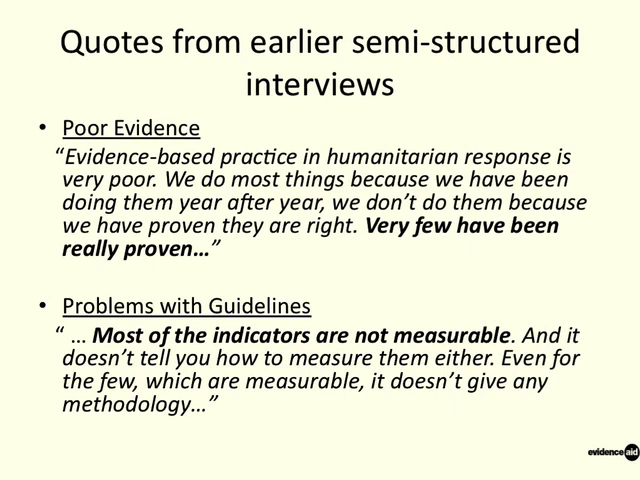 Quotes from earlier semi-structured
interviews
• Poor Evidence
“Evidence-based practice in humanitarian response is
very poor. We do most things because we have been
doing them year after year, we don’t do them because
we have proven they are right. Very few have been
really proven…”
• Problems with Guidelines
“ … Most of the indicators are not measurable. And it
doesn’t tell you how to measure them either. Even for
the few, which are measurable, it doesn’t give any
methodology…”
evidence aid